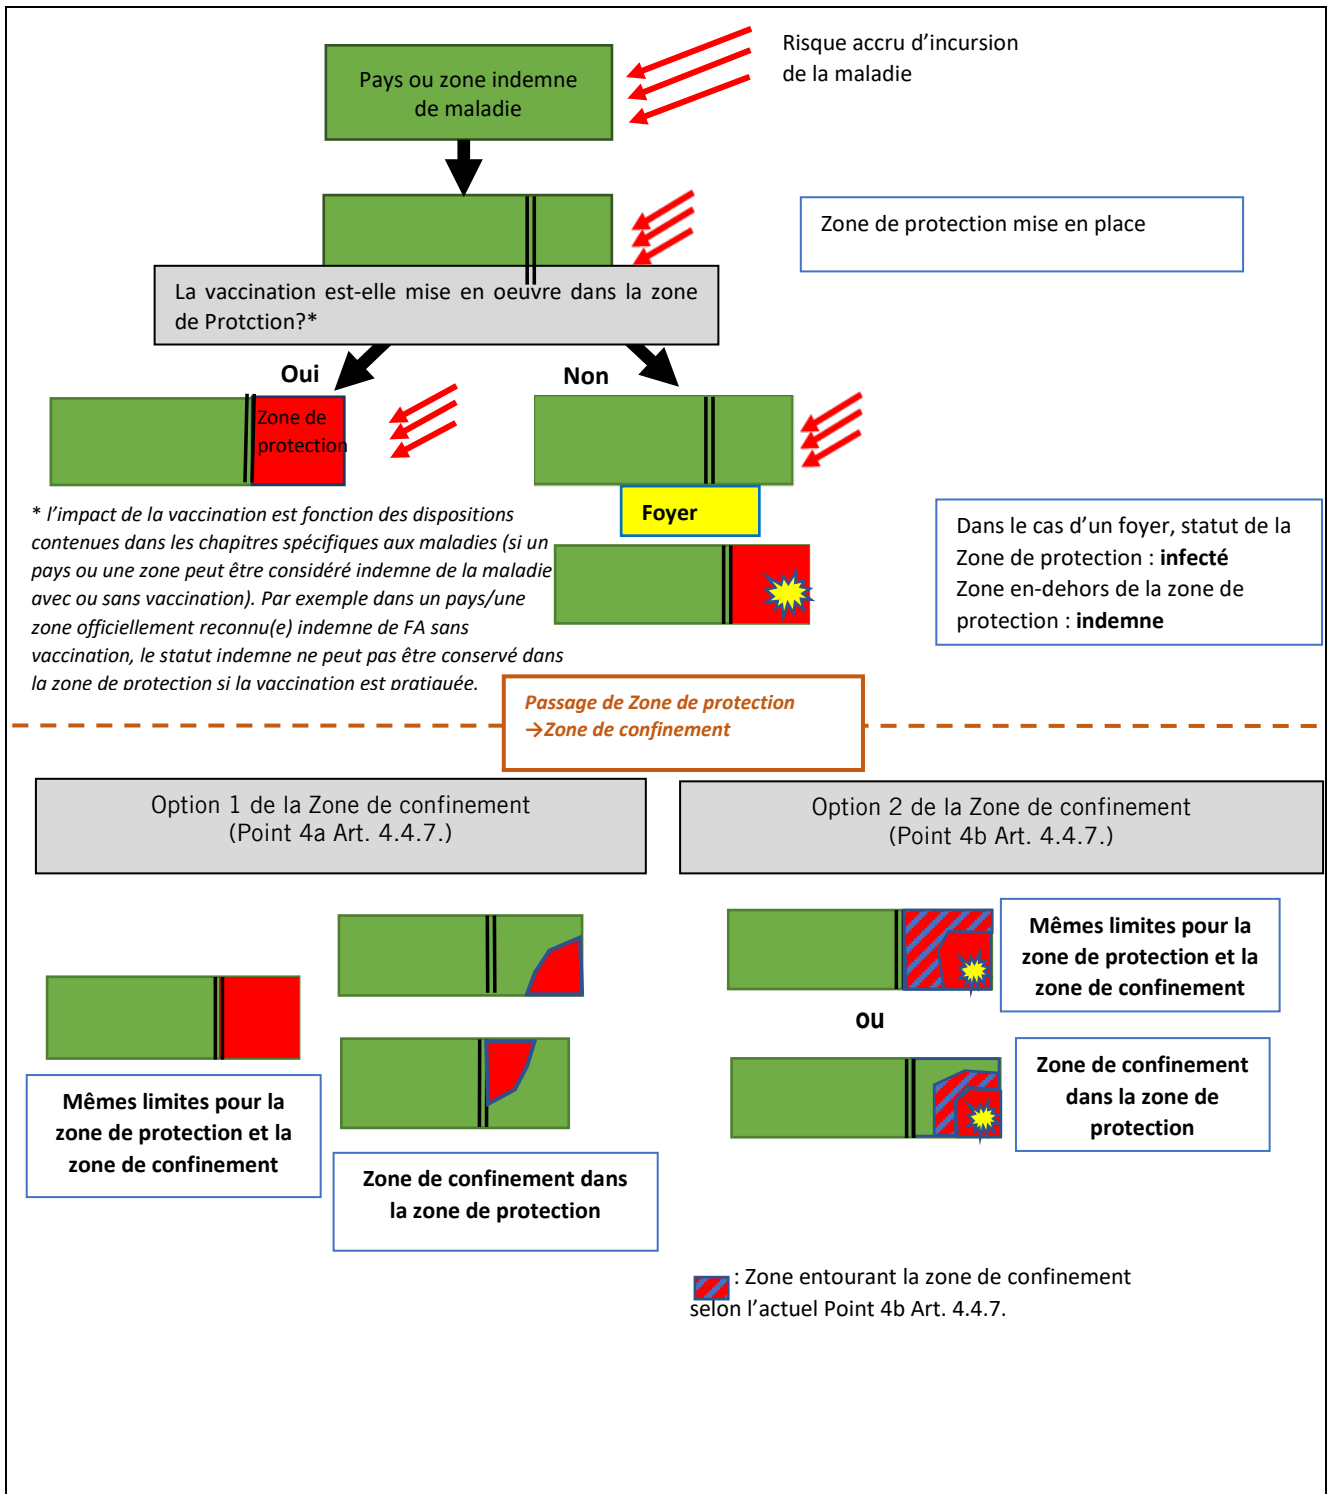 Pays ou zone indemne
de maladie
Risque accru d’incursion
de la maladie
Zone de protection mise en place
La vaccination est-elle mise en oeuvre dans la zone
de Protction?*
Oui
Non
Zone de
protection
Foyer
* l’impact de la vaccination est fonction des dispositions
contenues dans les chapitres spécifiques aux maladies (si un
pays ou une zone peut être considéré indemne de la maladie
avec ou sans vaccination). Par exemple dans un pays/une
zone officiellement reconnu(e) indemne de FA sans
vaccination, le statut indemne ne peut pas être conservé dans
la zone de protection si la vaccination est pratiquée.
Dans le cas d’un foyer, statut de la
Zone de protection : infecté
Zone en-dehors de la zone de
protection : indemne
Passage de Zone de protection
→Zone de confinement
Option 1 de la Zone de confinement
(Point 4a Art. 4.4.7.)
Option 2 de la Zone de confinement
(Point 4b Art. 4.4.7.)
Mêmes limites pour la
zone de protection et la
zone de confinement
Zone de confinement dans
la zone de protection
Mêmes limites pour la
zone de protection et la
zone de confinement
ou
Zone de confinement
dans la zone de
protection
: Zone entourant la zone de confinement
selon l’actuel Point 4b Art. 4.4.7.